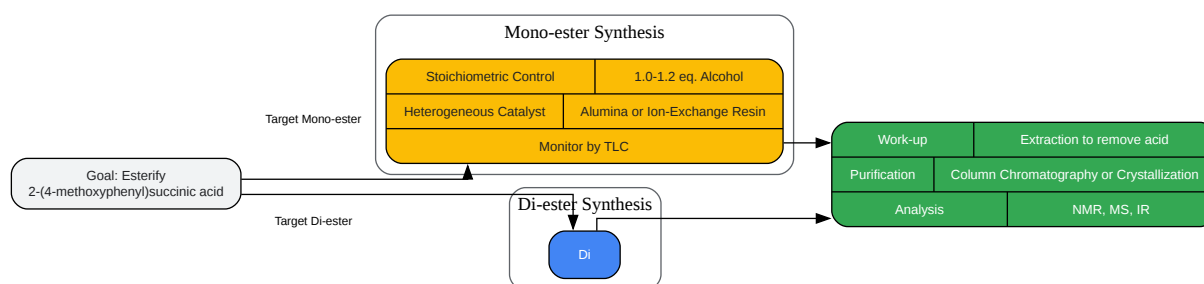 Mono-ester Synthesis
Stoichiometric Control
1.0-1.2 eq. Alcohol
Heterogeneous Catalyst
Alumina or Ion-Exchange Resin
Monitor by TLC
Target Mono-ester
Goal: Esterify
2-(4-methoxyphenyl)succinic acid
Target Di-ester
Di-ester Synthesis
Di
Work-up
Extraction to remove acid
Purification
Column Chromatography or Crystallization
Analysis
NMR, MS, IR